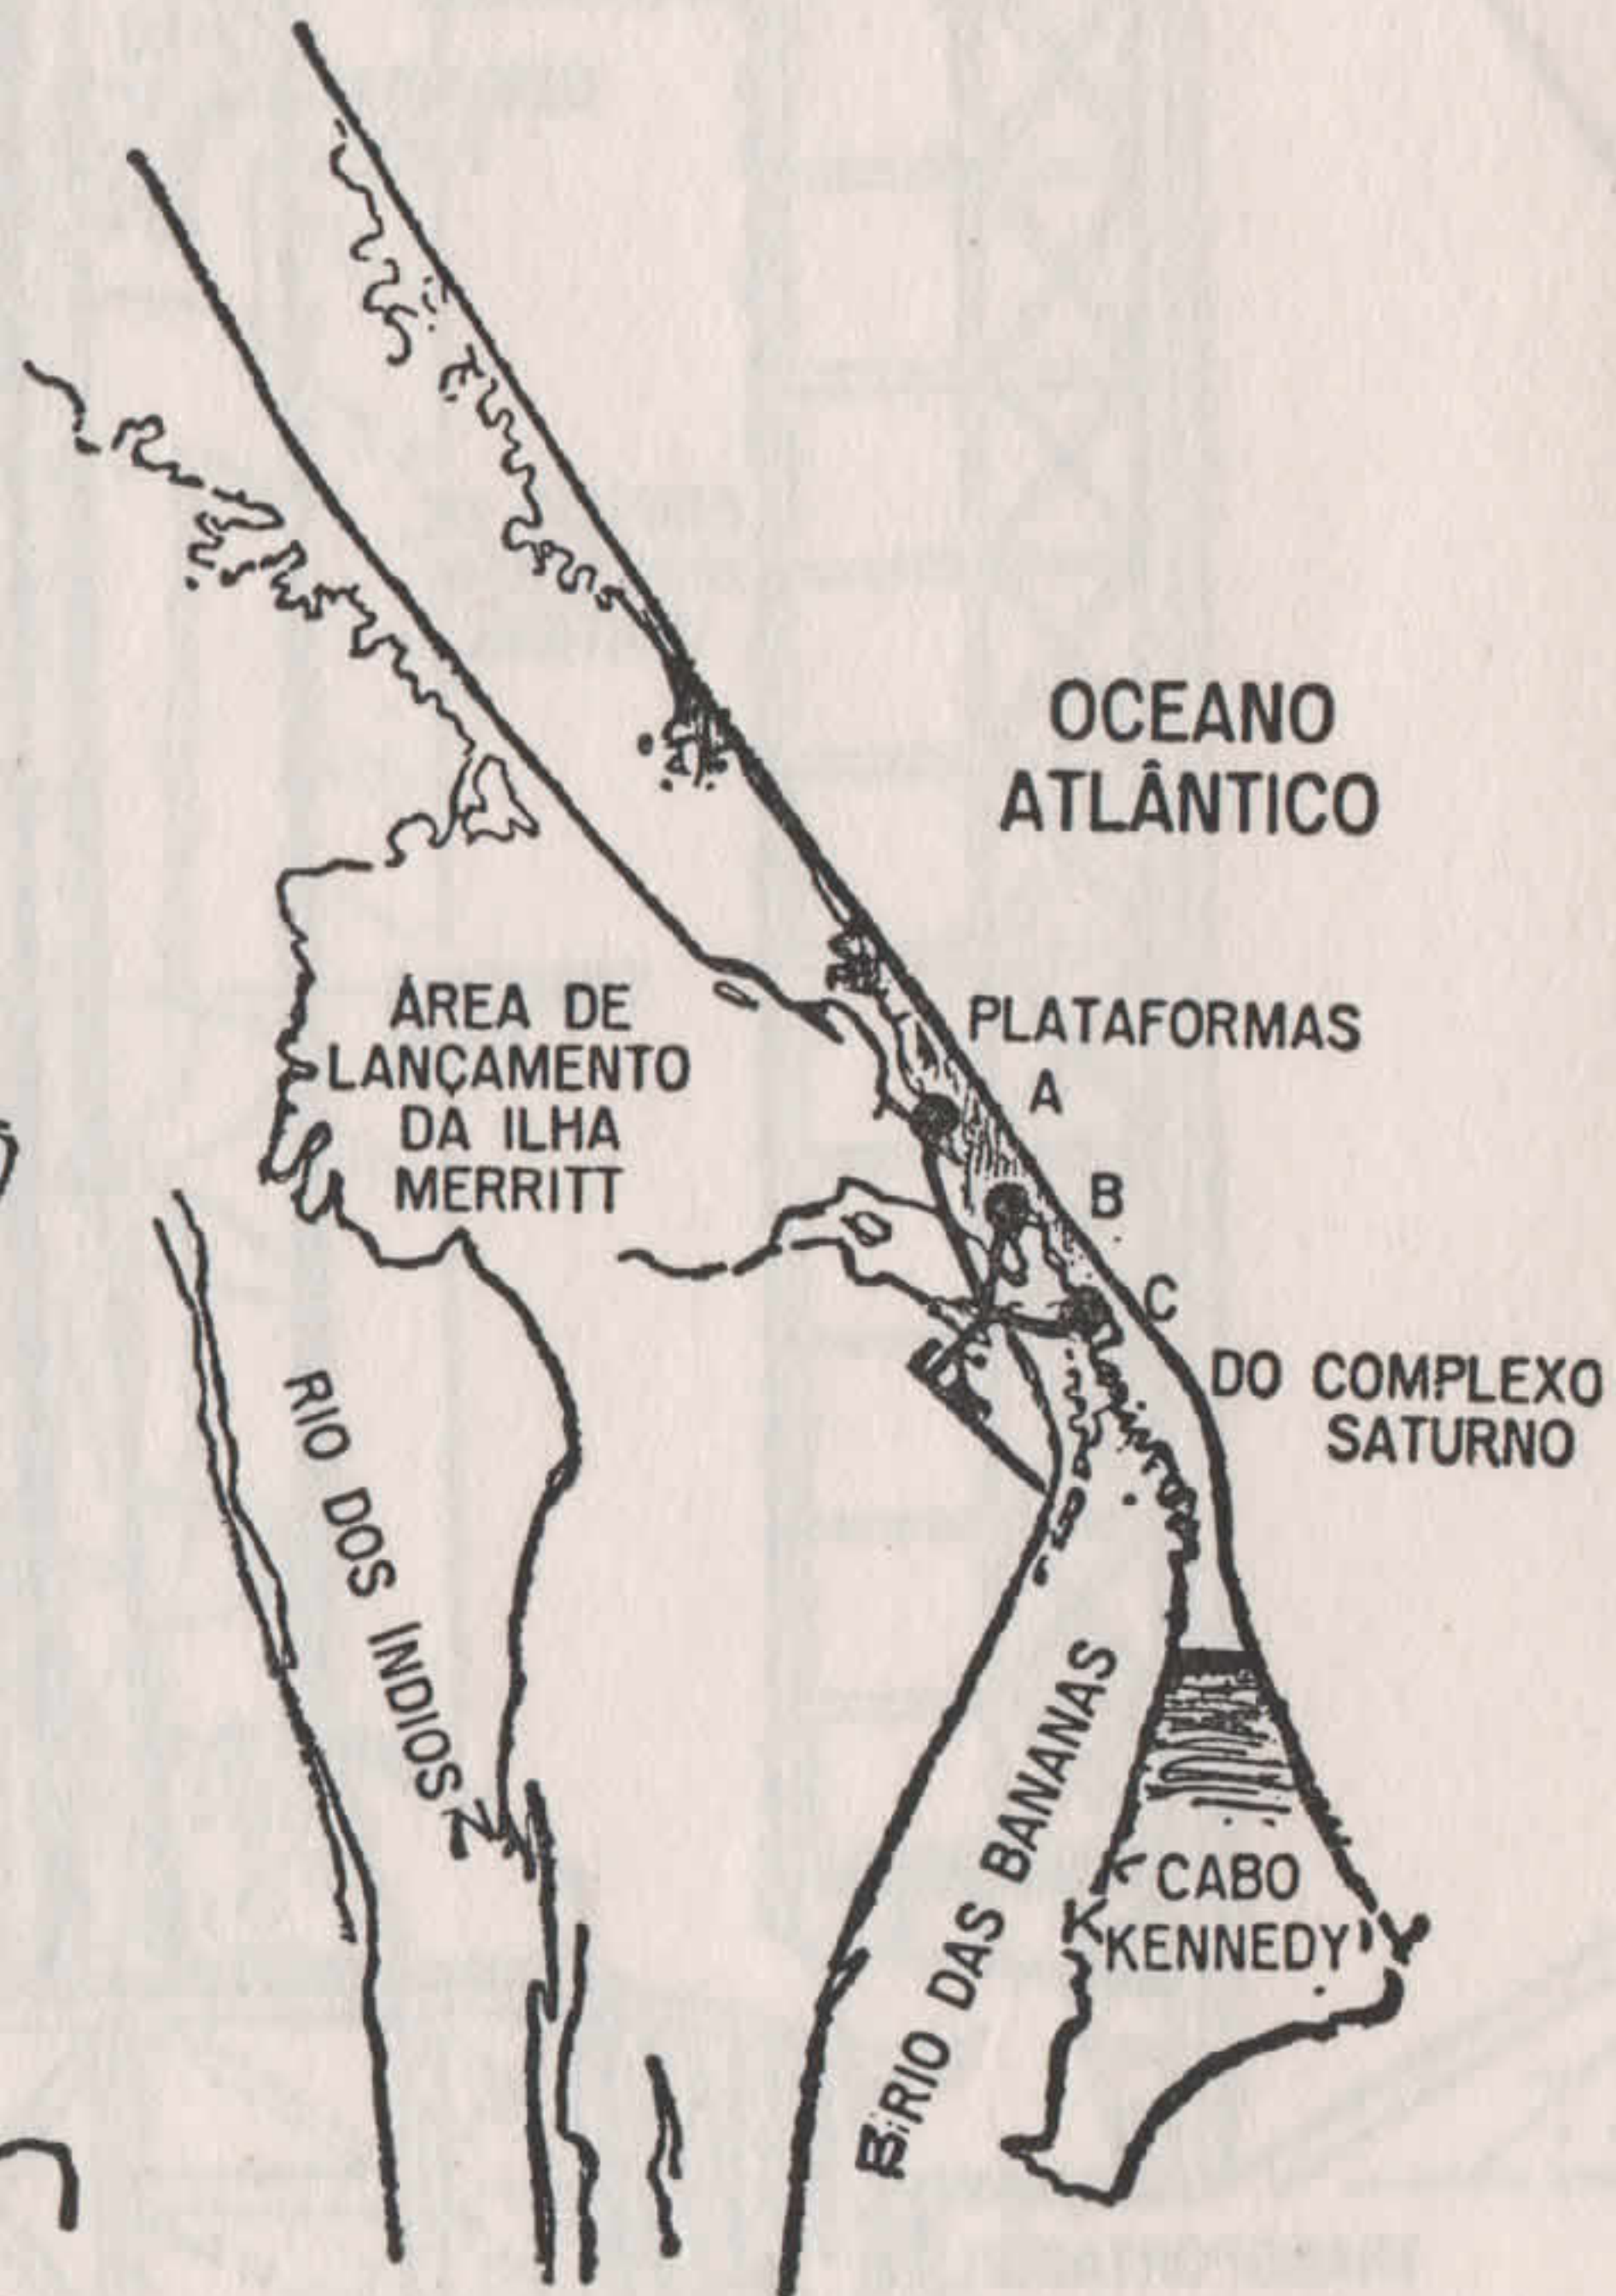 OCEANO
ATLÂNTICO
PLATAFORMAS
A
B
C
DO COMPLEXO
SATURNO
ÁREA DE
LANÇAMENTO
DA ILHA
MERRITT
RIO DOS INDIOS
RIO DAS BANANAS
CABO
KENNEDY